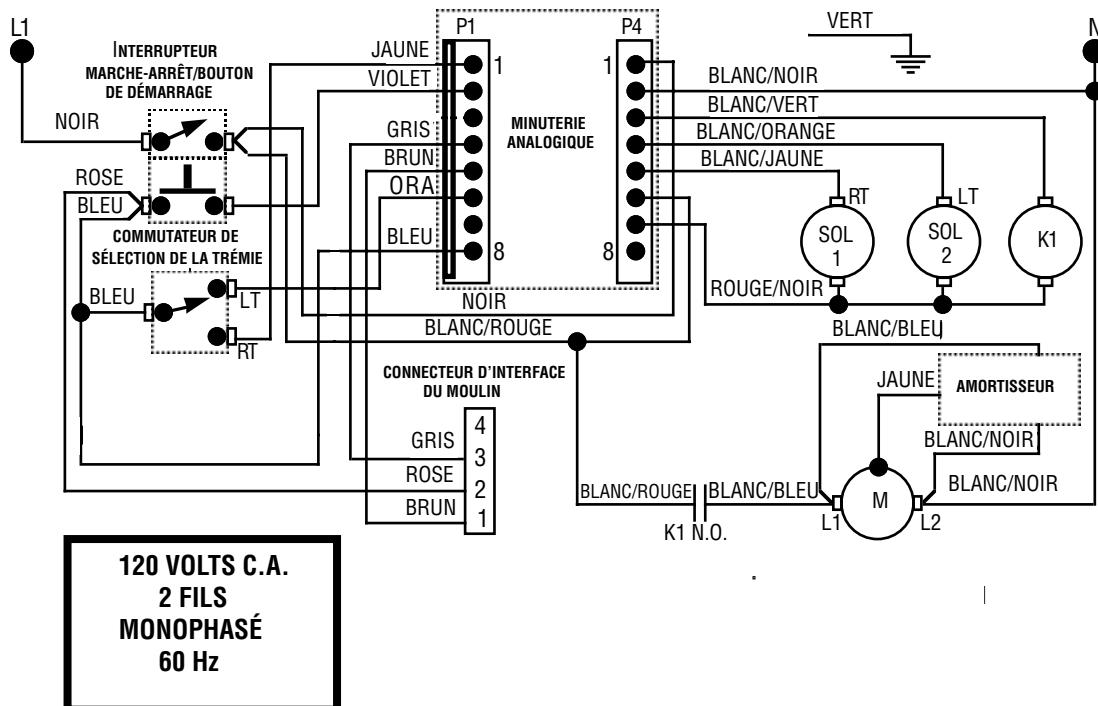 L1
P1
P4
VERT
N
INTERRUPTEUR
MARCHE-ARRÊT/BOUTON
DE DÉMARRAGE
JAUNE
1
1
VIOLET
BLANC/NOIR
NOIR
BLANC/VERT
GRIS
MINUTERIE
ANALOGIQUE
BLANC/ORANGE
BRUN
BLANC/JAUNE
ROSE
ORA
BLEU
RT
LT
COMMUTATEUR DE
SÉLECTION DE LA TRÉMIE
BLEU
8
8
SOL
1
SOL
2
K1
BLEU
LT
NOIR
ROUGE/NOIR
RT
BLANC/ROUGE
BLANC/BLEU
CONNECTEUR D'INTERFACE
DU MOULIN
JAUNE
AMORTISSEUR
4
GRIS
3
BLANC/NOIR
ROSE
2
BLANC/ROUGE
BLANC/BLEU
BLANC/NOIR
BRUN
1
K1 N.O.
L1
M
L2
120 VOLTS C.A.
2 FILS
MONOPHASÉ
60 Hz